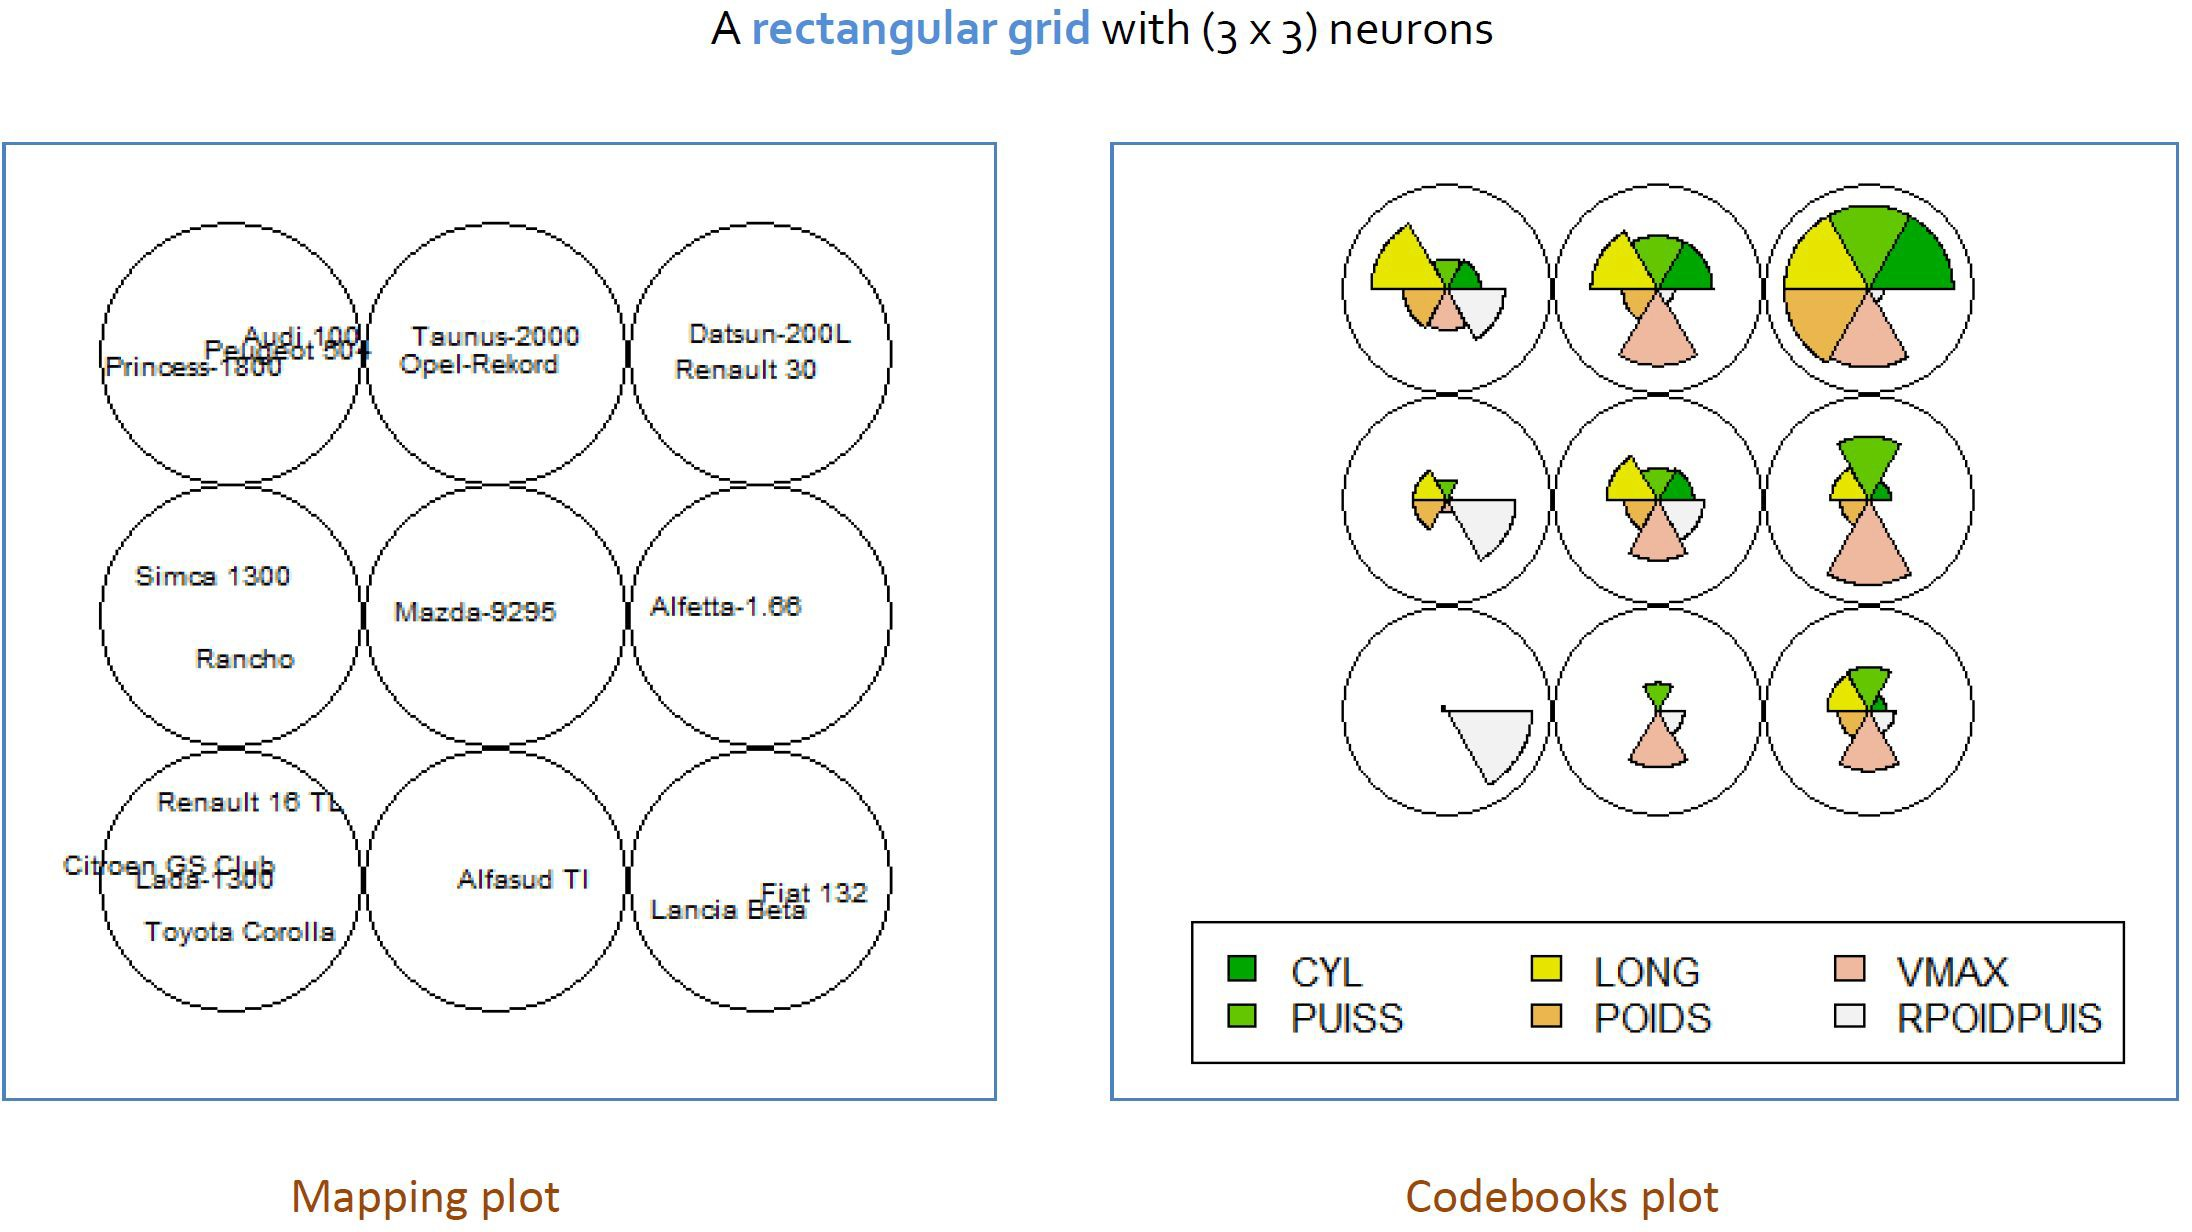 A rectangular grid with (3 x 3) neurons
Audi 100
Peugeot 504
Princess-1800
Taunus-2000
Opel-Rekord
Datsun-200L
Renault 30
Simca 1300
Rancho
Mazda-9295
Alfetta-1.66
Renault 16 TL
Citroen GS Club
Lada-1300
Toyota Corolla
Alfasud TI
Fiat 132
Lancia Beta
CYL
PUISS
LONG
POIDS
VMAX
RPOIDPUIS
Mapping plot
Codebooks plot